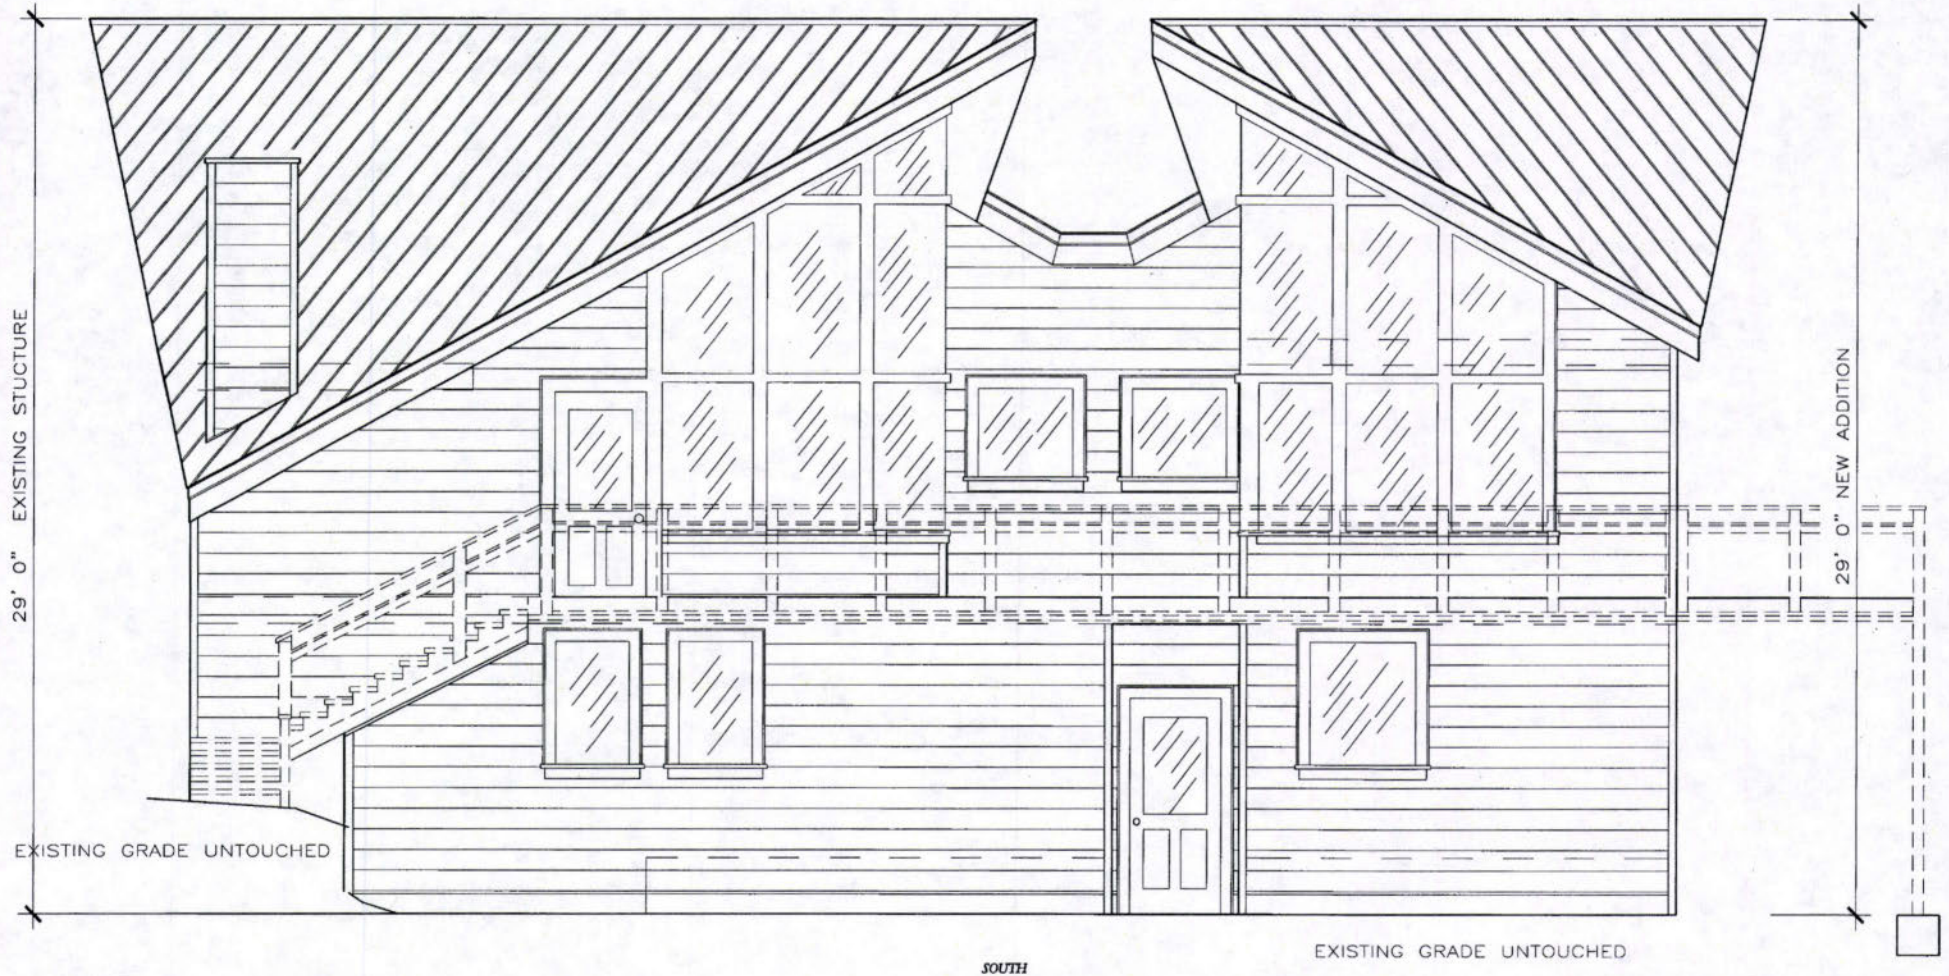 29' 0" EXISTING STUCTURE
29' 0" NEW ADDITION
EXISTING GRADE UNTOUCHED
EXISTING GRADE UNTOUCHED
SOUTH